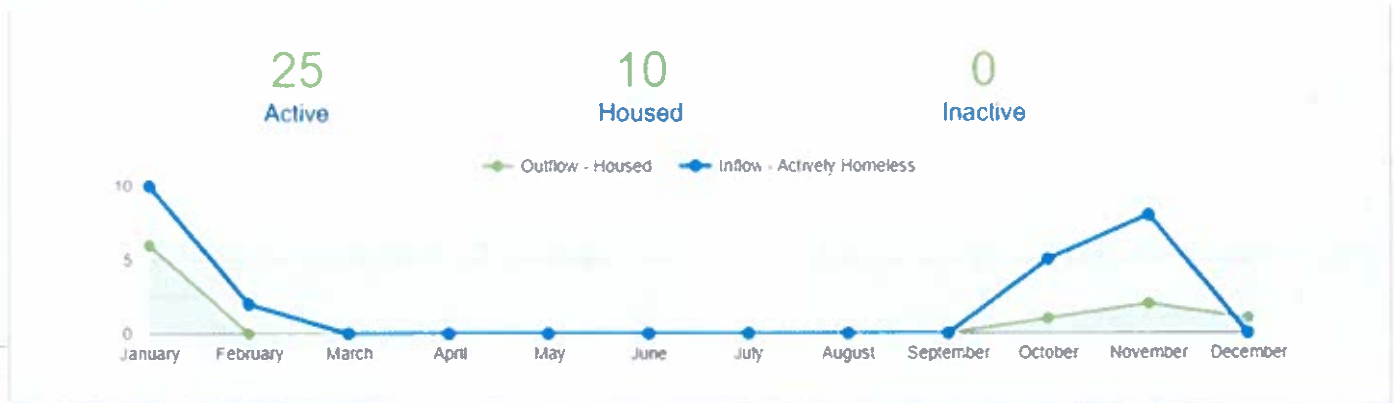 25 10 0
Active Housed Inactive
Outflow - Housed Inflow - Actively Homeless
10
5
0
January February March April May June July August September October November December